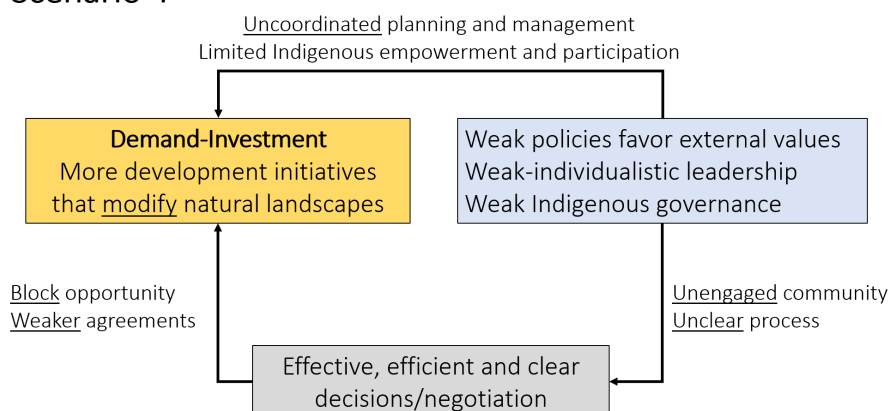 Uncoordinated planning and management
Limited Indigenous empowerment and participation
Demand-Investment
More development initiatives
that modify natural landscapes
Weak policies favor external values
Weak-individualistic leadership
Weak Indigenous governance
Block opportunity
Weaker agreements
Unengaged community
Unclear process
Effective, efficient and clear
decisions/negotiation